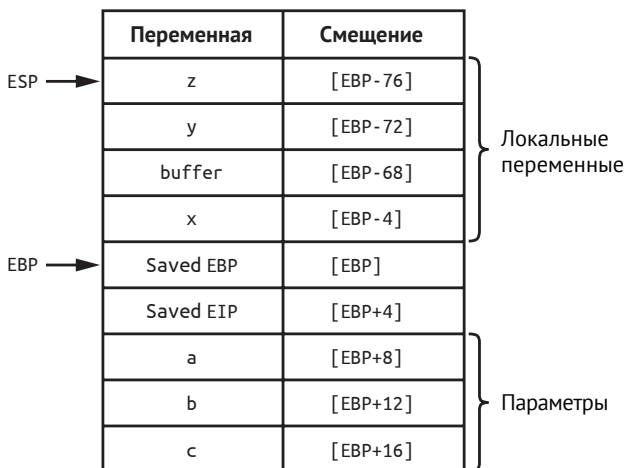 Переменная Смещение
ESP z [EBP-76]
y [EBP-72]
Локальные
переменные
buffer [EBP-68]
x [EBP-4]
EBP Saved EBP [EBP]
Saved EIP [EBP+4]
a [EBP+8]
b [EBP+12] Параметры
c [EBP+16]